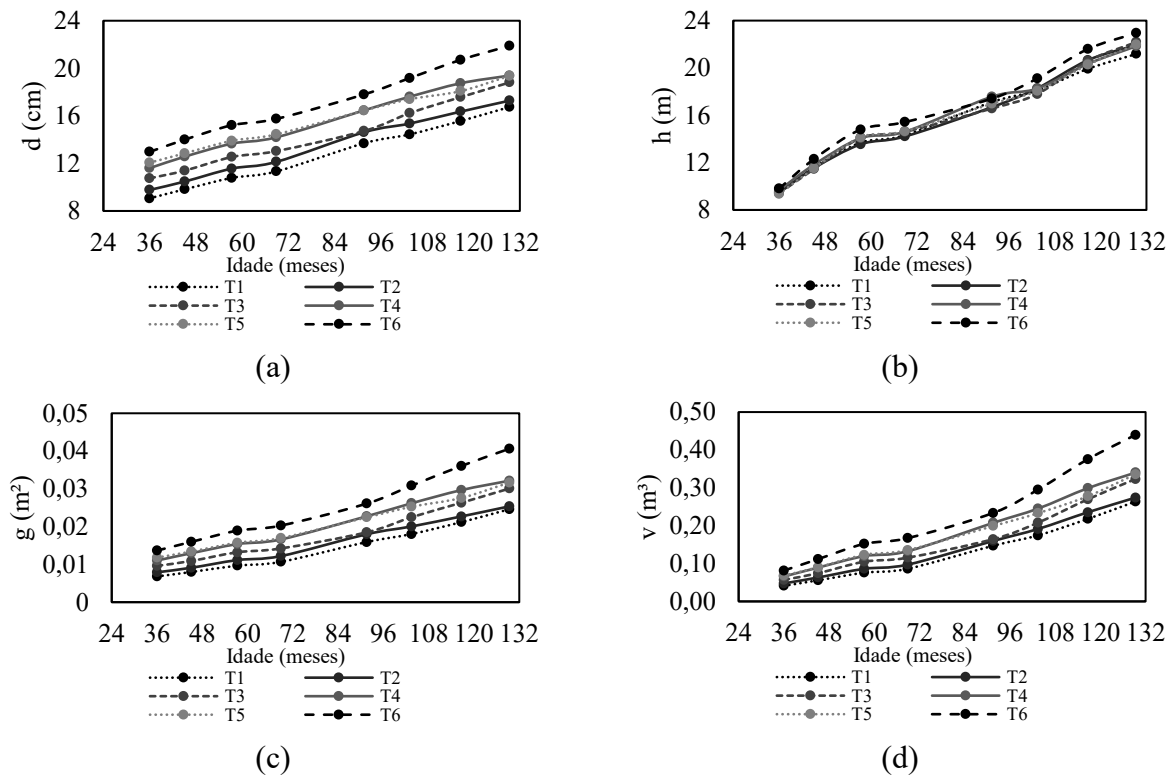 24
20
16
12
8
d (cm)
24 36 48 60 72 84 96 108 120 132
Idade (meses)
T1 T2
T3 T4
T5 T6
(a)
24
20
16
12
8
h (m)
24 36 48 60 72 84 96 108 120 132
Idade (meses)
T1 T2
T3 T4
T5 T6
(b)
0,05
0,04
0,03
0,02
0,01
0
g (m²)
24 36 48 60 72 84 96 108 120 132
Idade (meses)
T1 T2
T3 T4
T5 T6
(c)
0,50
0,40
0,30
0,20
0,10
0,00
v (m³)
24 36 48 60 72 84 96 108 120 132
Idade (meses)
T1 T2
T3 T4
T5 T6
(d)